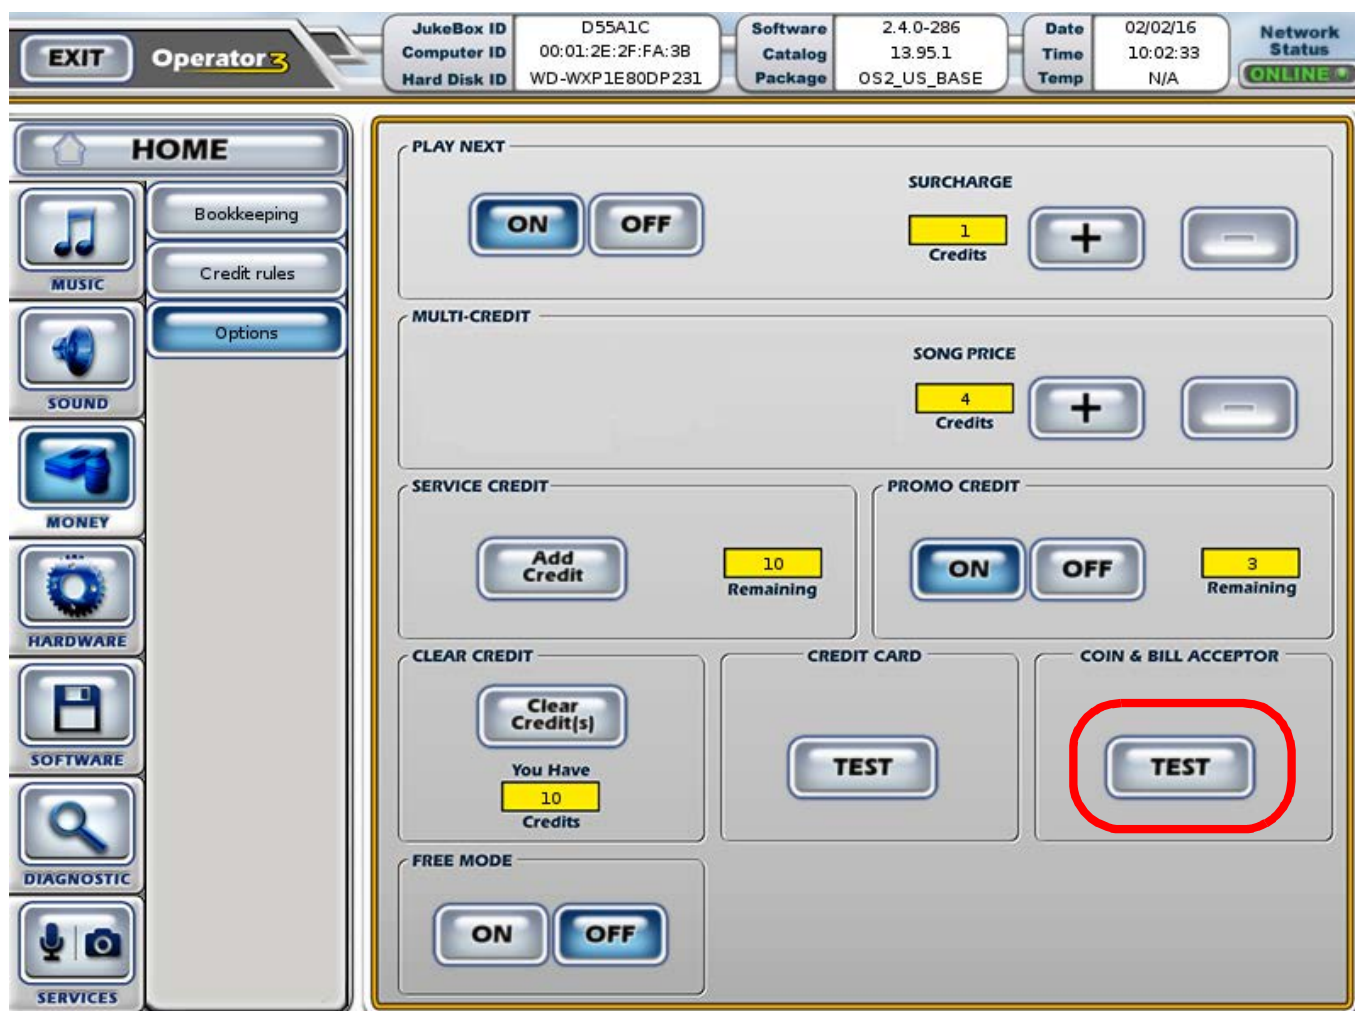 EXIT
Operator 3
JukeBox ID D55A1C
Computer ID 00:01:2E:2F:FA:3B
Hard Disk ID WD-WXP1E80DP231
Software 2.4.0-286
Catalog 13.95.1
Package OS2_US_BASE
Date 02/02/16
Time 10:02:33
Temp N/A
Network
Status
ONLINE
HOME
MUSIC
SOUND
MONEY
HARDWARE
SOFTWARE
DIAGNOSTIC
SERVICES
Bookkeeping
Credit rules
Options
PLAY NEXT
ON OFF
SURCHARGE
1
Credits
+ −
MULTI-CREDIT
SONG PRICE
4
Credits
+ −
SERVICE CREDIT
Add
Credit
10
Remaining
PROMO CREDIT
ON OFF
3
Remaining
CLEAR CREDIT
Clear
Credit(s)
You Have
10
Credits
CREDIT CARD
TEST
COIN & BILL ACCEPTOR
TEST
FREE MODE
ON OFF